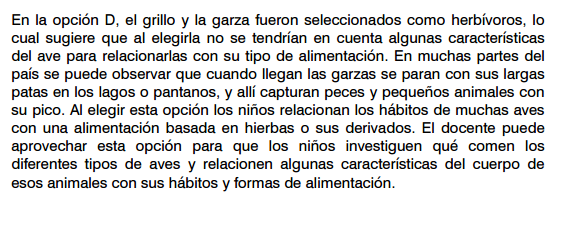 En la opción D, el grillo y la garza fueron seleccionados como herbívoros, lo
cual sugiere que al elegirla no se tendrían en cuenta algunas características
del ave para relacionarlas con su tipo de alimentación. En muchas partes del
país se puede observar que cuando llegan las garzas se paran con sus largas
patas en los lagos o pantanos, y allí capturan peces y pequeños animales con
su pico. Al elegir esta opción los niños relacionan los hábitos de muchas aves
con una alimentación basada en hierbas o sus derivados. El docente puede
aprovechar esta opción para que los niños investiguen qué comen los
diferentes tipos de aves y relacionen algunas características del cuerpo de
esos animales con sus hábitos y formas de alimentación.